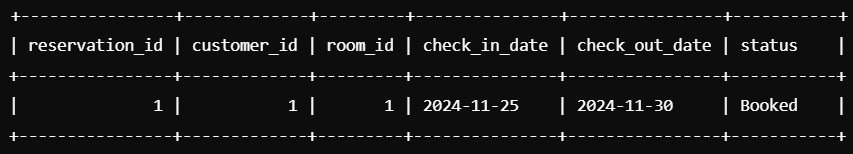 +---------------+-------------+---------+---------------+----------------+-----------+
| reservation_id | customer_id | room_id | check_in_date | check_out_date | status    |
+---------------+-------------+---------+---------------+----------------+-----------+
|              1 |           1 |       1 | 2024-11-25    | 2024-11-30     | Booked    |
+---------------+-------------+---------+---------------+----------------+-----------+